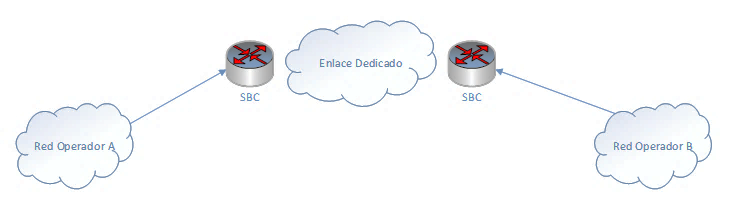 Enlace Dedicado
SBC
SBC
Red Operador A
Red Operador B